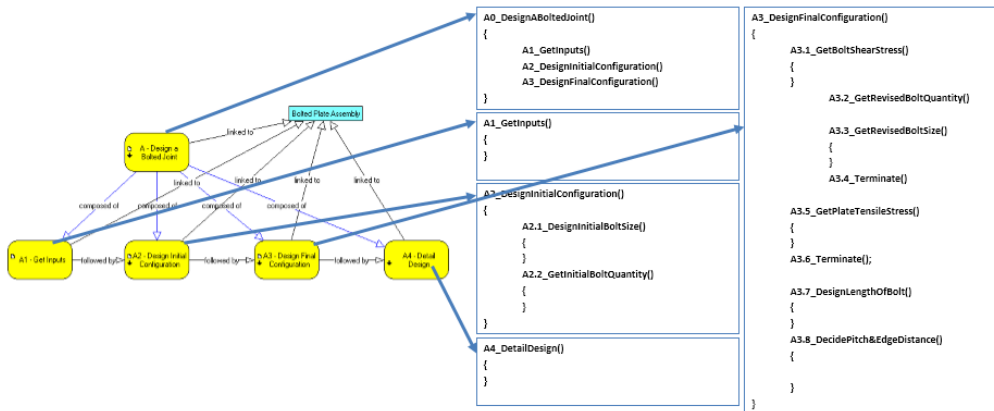 Bolted Plate Assembly
linked to
A - Design a
Bolted Joint
linked to
linked to
linked to
linked to
composed of
composed of
composed of
composed of
A1 - Get Inputs
followed by
A2 - Design Initial
Configuration
followed by
A3 - Design Final
Configuration
followed by
A4 - Detail
Design
A0_DesignABoltedJoint()
{
A1_GetInputs()
A2_DesignInitialConfiguration()
A3_DesignFinalConfiguration()
}
A1_GetInputs()
{
}
A2_DesignInitialConfiguration()
{
A2.1_DesignInitialBoltSize()
{
}
A2.2_GetInitialBoltQuantity()
{
}
}
A4_DetailDesign()
{
}
A3_DesignFinalConfiguration()
{
A3.1_GetBoltShearStress()
{
}
A3.2_GetRevisedBoltQuantity()
A3.3_GetRevisedBoltSize()
{
}
A3.4_Terminate()
A3.5_GetPlateTensileStress()
{
}
A3.6_Terminate();
A3.7_DesignLengthOfBolt()
{
}
A3.8_DecidePitch&EdgeDistance()
{
}
}